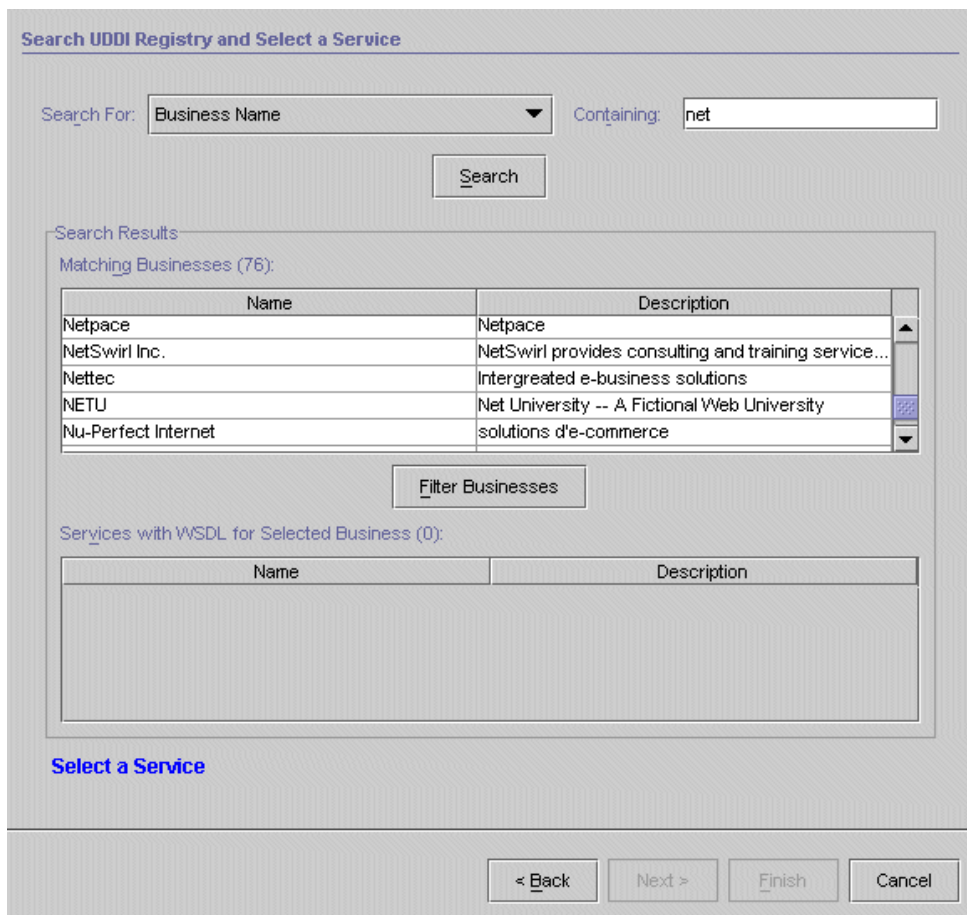 Search UDDI Registry and Select a Service
Search For: Business Name Containing: net
Search
Search Results
Matching Businesses (76):
Name Description
Netpace Netpace
NetSwirl Inc. NetSwirl provides consulting and training service...
Nettec Intergreated e-business solutions
NETU Net University -- A Fictional Web University
Nu-Perfect Internet solutions d'e-commerce
Filter Businesses
Services with WSDL for Selected Business (0):
Name Description
Select a Service
< Back Next > Finish Cancel